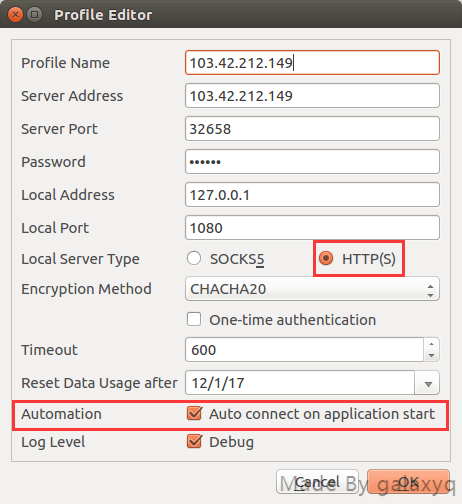 Profile Editor
Profile Name 103.42.212.149
Server Address 103.42.212.149
Server Port 32658
Password ••••••
Local Address 127.0.0.1
Local Port 1080
Local Server Type SOCKS5 HTTP(S)
Encryption Method CHACHA20
One-time authentication
Timeout 600
Reset Data Usage after 12/1/17
Automation Auto connect on application start
Log Level Debug
Cancel OK
Made By galaxyq